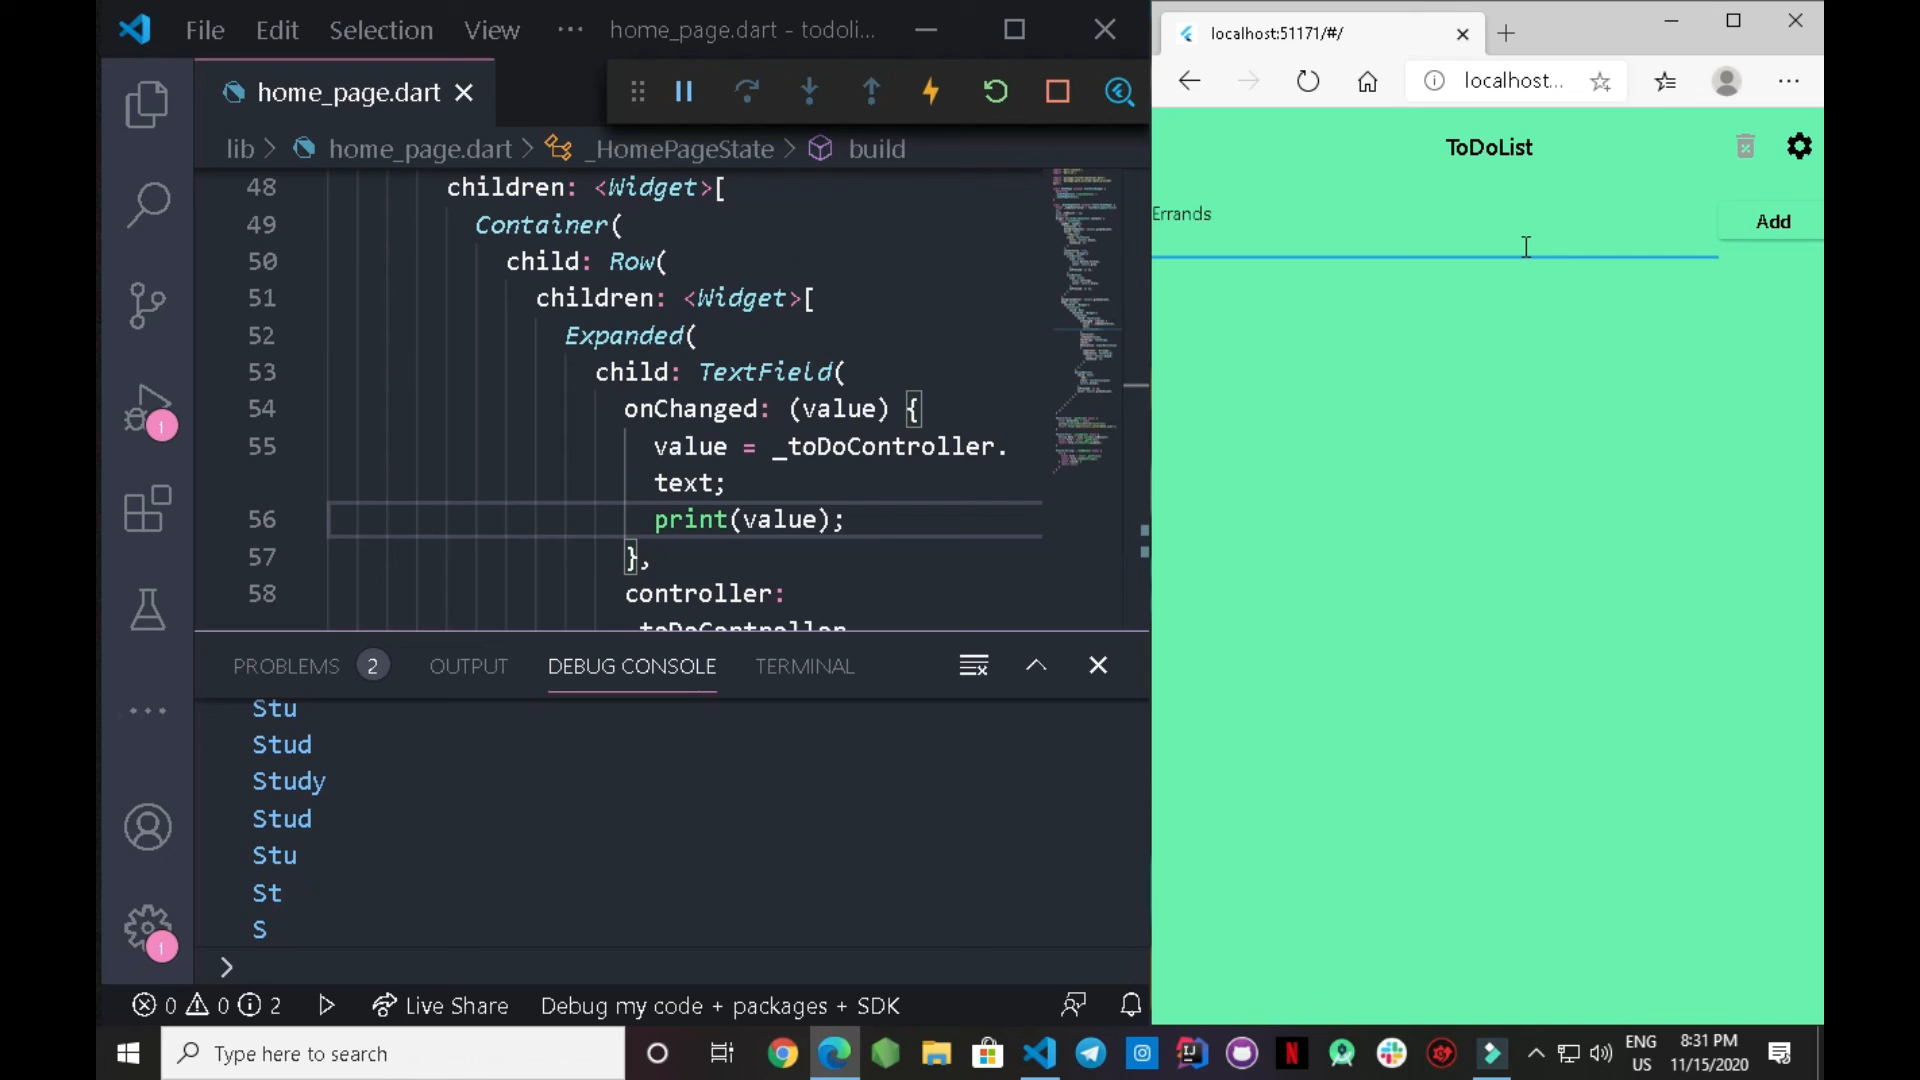 File Edit Selection View ··· home_page.dart - todoli...
home_page.dart
lib > home_page.dart > _HomePageState > build
48 children: <Widget>[
49 Container(
50 child: Row(
51 children: <Widget>[
52 Expanded(
53 child: TextField(
54 onChanged: (value) {
55 value = _toDoController.
text;
56 print(value);
57 },
58 controller:
_toDoController,
PROBLEMS 2 OUTPUT DEBUG CONSOLE TERMINAL
Stu
Stud
Study
Stud
Stu
St
S
>
1
1
0 0 2 Live Share Debug my code + packages + SDK
localhost:51171/#/
localhost...
ToDoList
Errands
Add
Type here to search
ENG
US
8:31 PM
11/15/2020